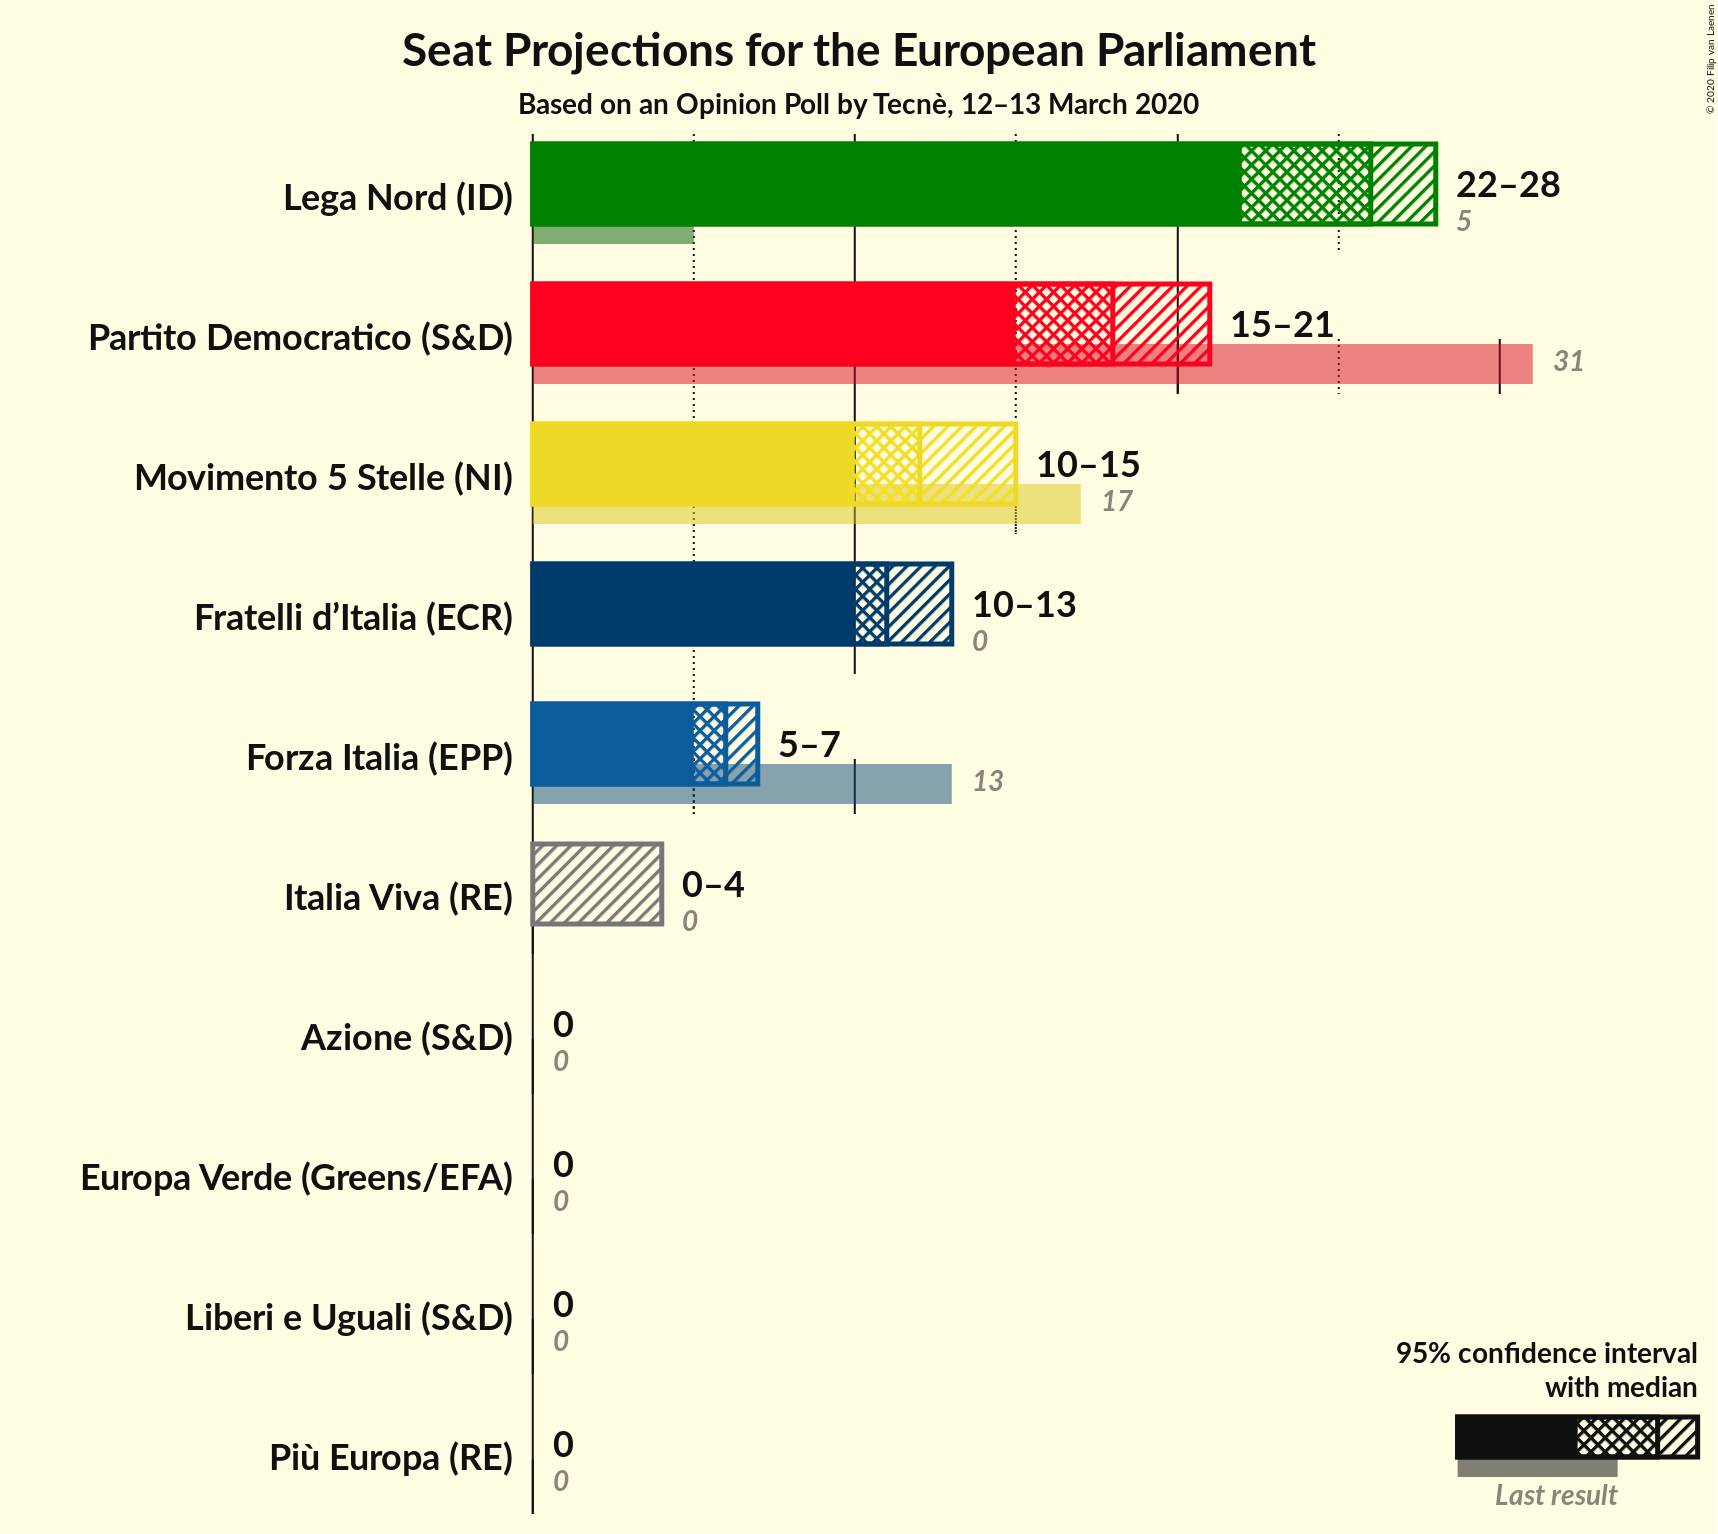 Seat Projections for the European Parliament
Based on an Opinion Poll by Tecnè, 12–13 March 2020
© 2020 Filip van Laenen
Lega Nord (ID)
22–28
5
Partito Democratico (S&D)
15–21
31
Movimento 5 Stelle (NI)
10–15
17
Fratelli d’Italia (ECR)
10–13
0
Forza Italia (EPP)
5–7
13
Italia Viva (RE)
0–4
0
Azione (S&D)
0
0
Europa Verde (Greens/EFA)
0
0
Liberi e Uguali (S&D)
0
0
Più Europa (RE)
0
0
95% confidence interval
with median
Last result